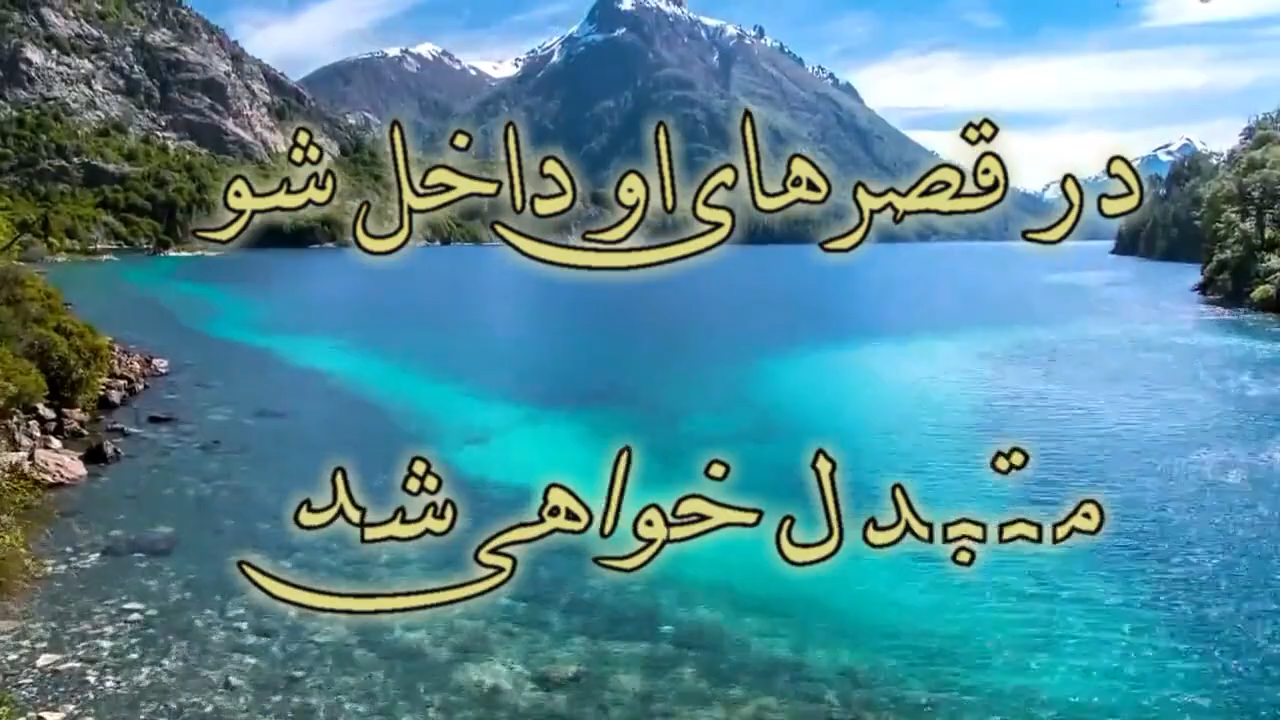 در قصرهای او داخل شو
متبدل خواهی شد